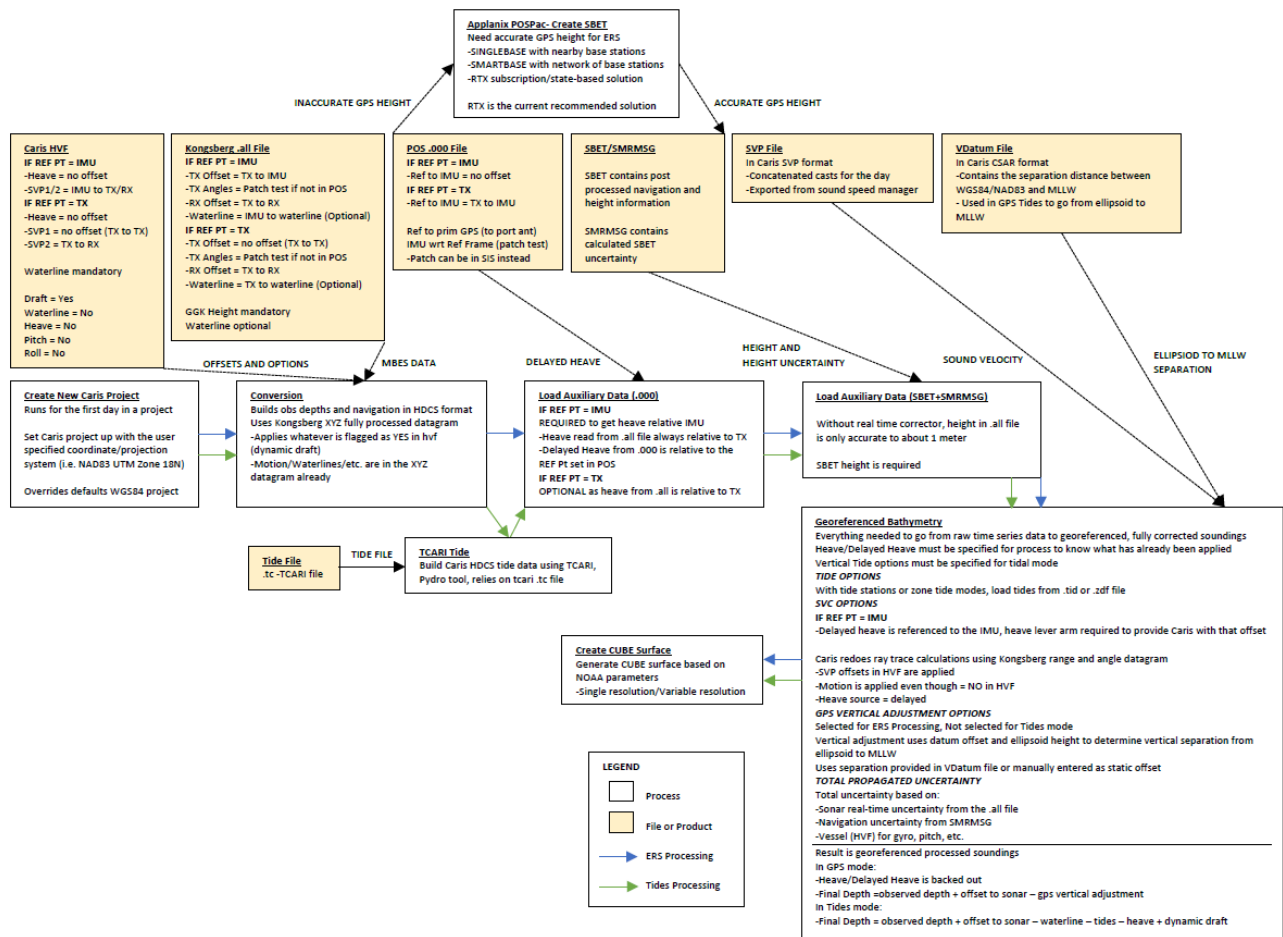 Applanix POSPac- Create SBET
Need accurate GPS height for ERS
-SINGLEBASE with nearby base stations
-SMARTBASE with network of base stations
-RTX subscription/state-based solution
RTX is the current recommended solution
INACCURATE GPS HEIGHT
ACCURATE GPS HEIGHT
Caris HVF
IF REF PT = IMU
-Heave = no offset
-SVP1/2 = IMU to TX/RX
IF REF PT = TX
-Heave = no offset
-SVP1 = no offset (TX to TX)
-SVP2 = TX to RX
Waterline mandatory
Draft = Yes
Waterline = No
Heave = No
Pitch = No
Roll = No
Kongsberg .all File
IF REF PT = IMU
-TX Offset = TX to IMU
-TX Angles = Patch test if not in POS
-RX Offset = TX to RX
-Waterline = IMU to waterline (Optional)
IF REF PT = TX
-TX Offset = no offset (TX to TX)
-TX Angles = Patch test if not in POS
-RX Offset = TX to RX
-Waterline = TX to waterline (Optional)
GGK Height mandatory
Waterline optional
POS .000 File
IF REF PT = IMU
-Ref to IMU = no offset
IF REF PT = TX
-Ref to IMU = TX to IMU
Ref to prim GPS (to port ant)
IMU wrt Ref Frame (patch test)
-Patch can be in SIS instead
SBET/SMRMSG
SBET contains post
processed navigation and
height information
SMRMSG contains
calculated SBET
uncertainty
SVP File
In Caris SVP format
-Concatenated casts for the day
-Exported from sound speed manager
VDatum File
In Caris CSAR format
-Contains the separation distance between
WGS84/NAD83 and MLLW
- Used in GPS Tides to go from ellipsoid to
MLLW
OFFSETS AND OPTIONS
MBES DATA
DELAYED HEAVE
HEIGHT AND
HEIGHT UNCERTAINTY
SOUND VELOCITY
ELLIPSIOD TO MLLW
SEPARATION
Create New Caris Project
Runs for the first day in a project
Set Caris project up with the user
specified coordinate/projection
system (i.e. NAD83 UTM Zone 18N)
Overrides defaults WGS84 project
Conversion
Builds obs depths and navigation in HDCS format
Uses Kongsberg XYZ fully processed datagram
-Applies whatever is flagged as YES in hvf
(dynamic draft)
-Motion/Waterlines/etc. are in the XYZ
datagram already
Load Auxiliary Data (.000)
IF REF PT = IMU
REQUIRED to get heave relative IMU
-Heave read from .all file always relative to TX
-Delayed Heave from .000 is relative to the
REF Pt set in POS
IF REF PT = TX
OPTIONAL as heave from .all is relative to TX
Load Auxiliary Data (SBET+SMRMSG)
Without real time corrector, height in .all file
is only accurate to about 1 meter
SBET height is required
Tide File
.tc -TCARI file
TIDE FILE
TCARI Tide
Build Caris HDCS tide data using TCARI,
Pydro tool, relies on tcari .tc file
Georeferenced Bathymetry
Everything needed to go from raw time series data to georeferenced, fully corrected soundings
Heave/Delayed Heave must be specified for process to know what has already been applied
Vertical Tide options must be specified for tidal mode
TIDE OPTIONS
With tide stations or zone tide modes, load tides from .tid or .zdf file
SVC OPTIONS
IF REF PT = IMU
-Delayed heave is referenced to the IMU, heave lever arm required to provide Caris with that offset
Caris redoes ray trace calculations using Kongsberg range and angle datagram
-SVP offsets in HVF are applied
-Motion is applied even though = NO in HVF
-Heave source = delayed
GPS VERTICAL ADJUSTMENT OPTIONS
Selected for ERS Processing, Not selected for Tides mode
Vertical adjustment uses datum offset and ellipsoid height to determine vertical separation from
ellipsoid to MLLW
Uses separation provided in VDatum file or manually entered as static offset
TOTAL PROPAGATED UNCERTAINTY
Total uncertainty based on:
-Sonar real-time uncertainty from the .all file
-Navigation uncertainty from SMRMSG
-Vessel (HVF) for gyro, pitch, etc.
Result is georeferenced processed soundings
In GPS mode:
-Heave/Delayed Heave is backed out
-Final Depth =observed depth + offset to sonar – gps vertical adjustment
In Tides mode:
-Final Depth = observed depth + offset to sonar – waterline – tides – heave + dynamic draft
Create CUBE Surface
Generate CUBE surface based on
NOAA parameters
-Single resolution/Variable resolution
LEGEND
Process
File or Product
ERS Processing
Tides Processing